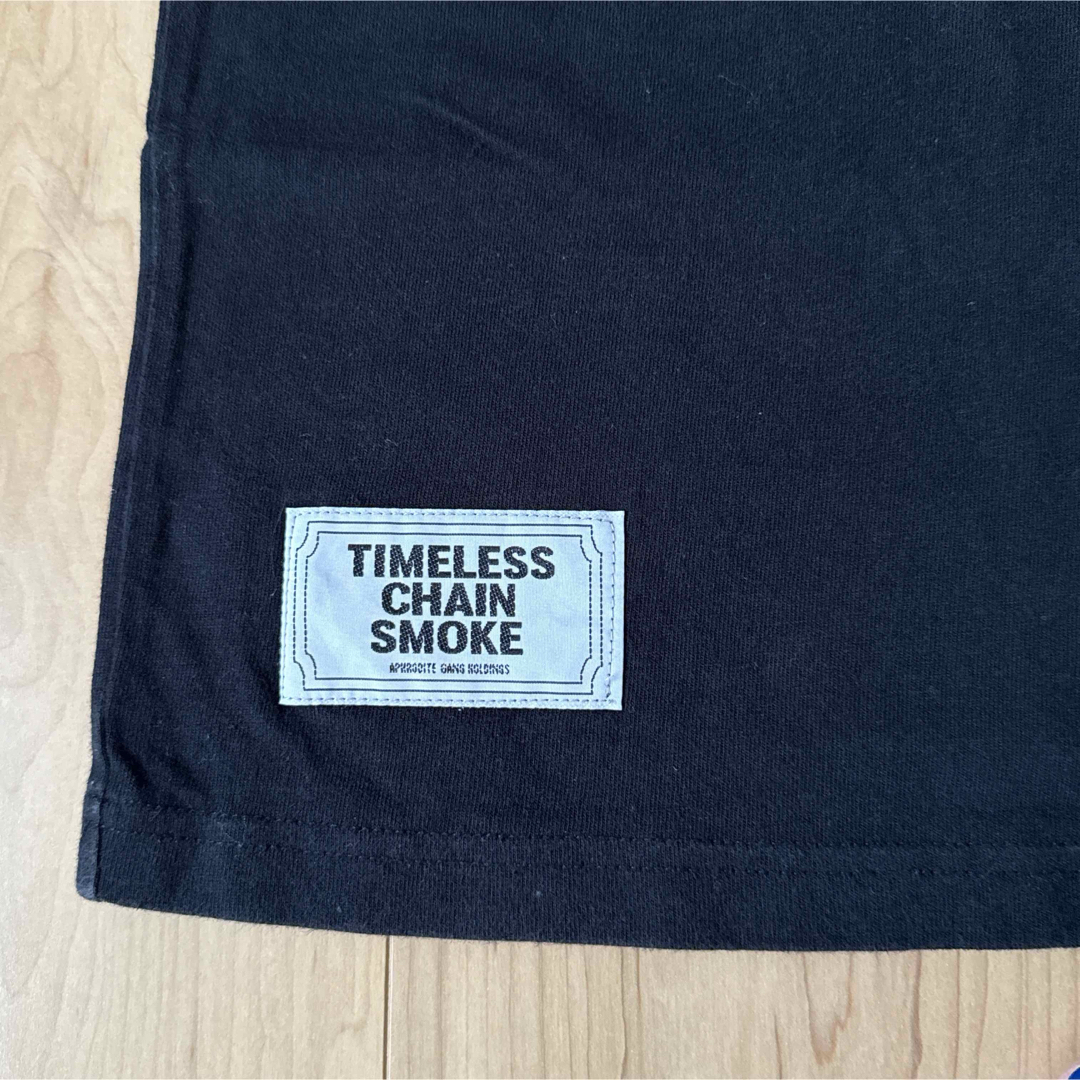 TIMELESS
CHAIN
SMOKE
APHRODITE GANG HOLDINGS